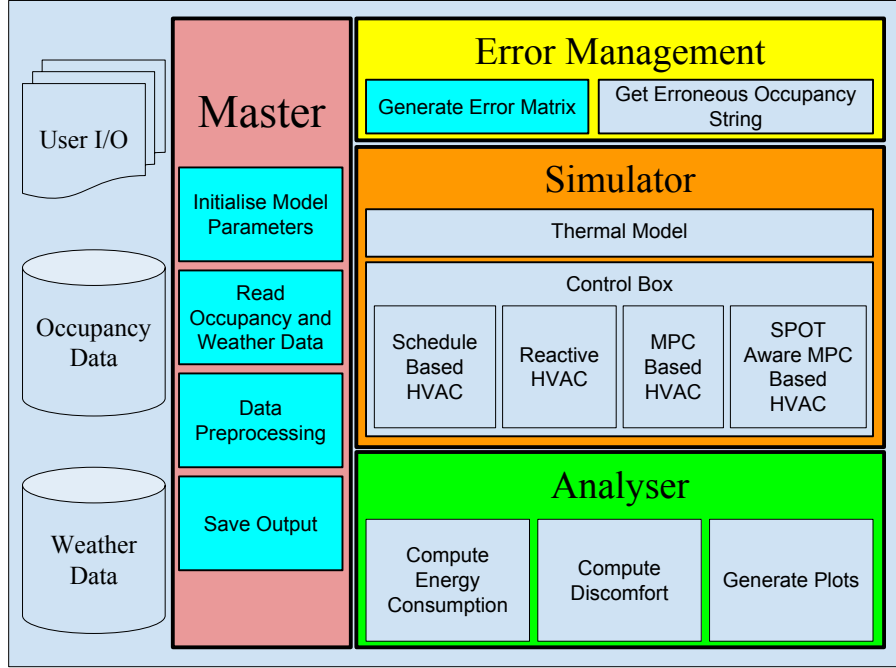 User I/O
Occupancy
Data
Weather
Data
Master
Initialise Model
Parameters
Read
Occupancy and
Weather Data
Data
Preprocessing
Save Output
Error Management
Generate Error Matrix
Get Erroneous Occupancy
String
Simulator
Thermal Model
Control Box
Schedule
Based
HVAC
Reactive
HVAC
MPC
Based
HVAC
SPOT
Aware MPC
Based
HVAC
Analyser
Compute
Energy
Consumption
Compute
Discomfort
Generate Plots